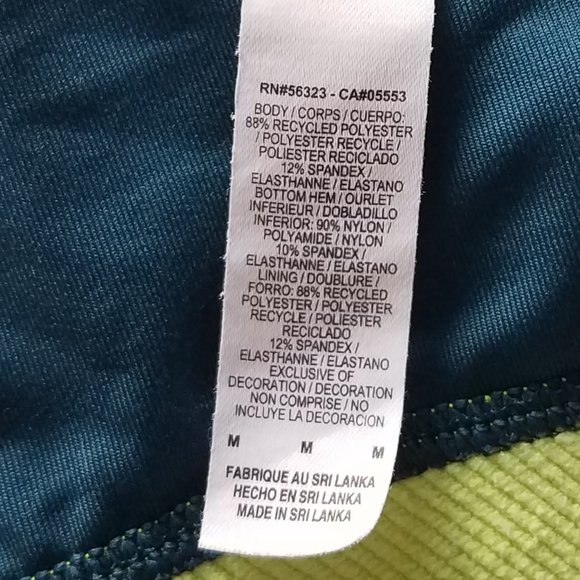 RN#56323 - CA#05553
BODY / CORPS / CUERPO:
88% RECYCLED POLYESTER
/ POLYESTER RECYCLE /
POLIESTER RECICLADO
12% SPANDEX /
ELASTHANNE / ELASTANO
BOTTOM HEM / OURLET
INFERIEUR / DOBLADILLO
INFERIOR: 90% NYLON /
POLYAMIDE / NYLON
10% SPANDEX /
ELASTHANNE / ELASTANO
LINING / DOUBLURE /
FORRO: 88% RECYCLED
POLYESTER / POLYESTER
RECYCLE / POLIESTER
RECICLADO
12% SPANDEX /
ELASTHANNE / ELASTANO
EXCLUSIVE OF
DECORATION / DECORATION
NON COMPRISE / NO
INCLUYE LA DECORACION
M M M
FABRIQUE AU SRI LANKA
HECHO EN SRI LANKA
MADE IN SRI LANKA